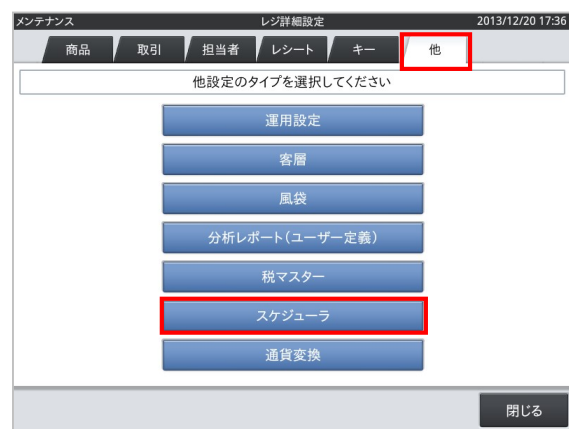 メンテナンス レジ詳細設定 2013/12/20 17:36
商品 取引 担当者 レシート キー 他
他設定のタイプを選択してください
運用設定
客層
風袋
分析レポート(ユーザー定義)
税マスター
スケジューラ
通貨変換
閉じる